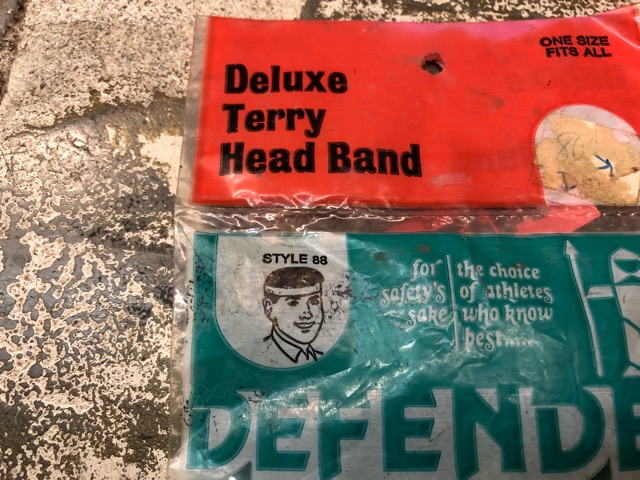 ONE SIZE
FITS ALL
Deluxe
Terry
Head Band
STYLE 88
for
safety's
sake
the choice
of athletes
who know
best.....
DEFENDE